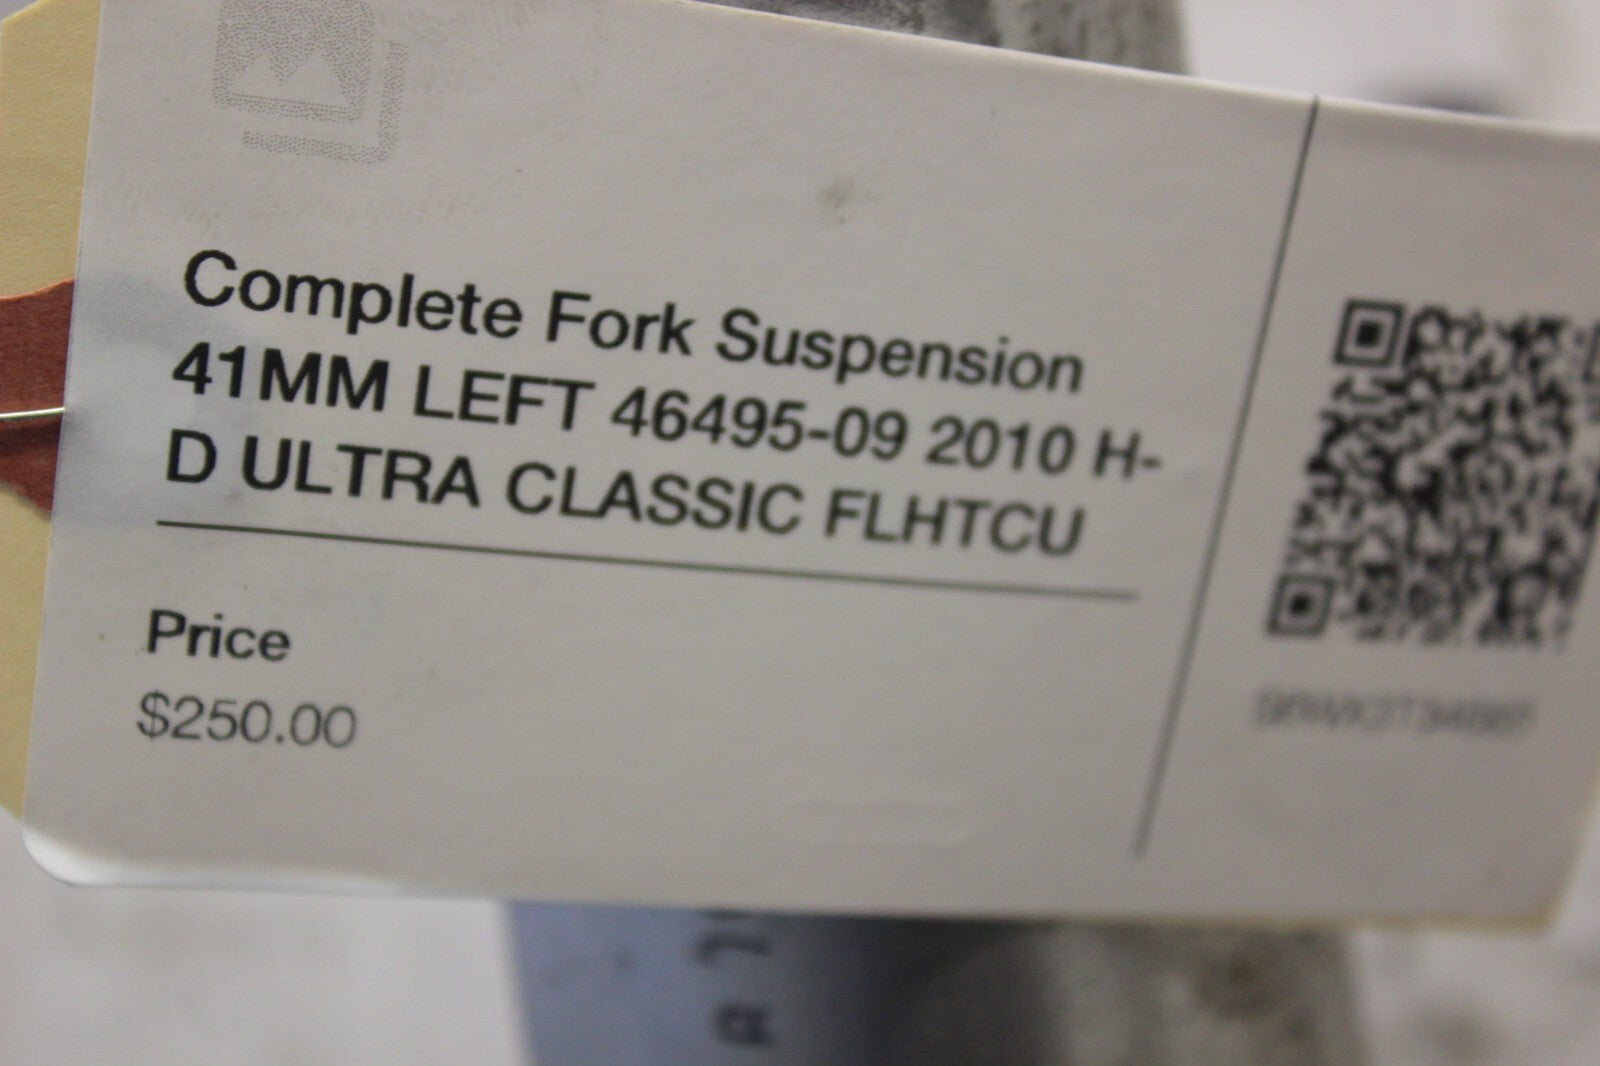 Complete Fork Suspension
41MM LEFT 46495-09 2010 H-
D ULTRA CLASSIC FLHTCU
Price
$250.00